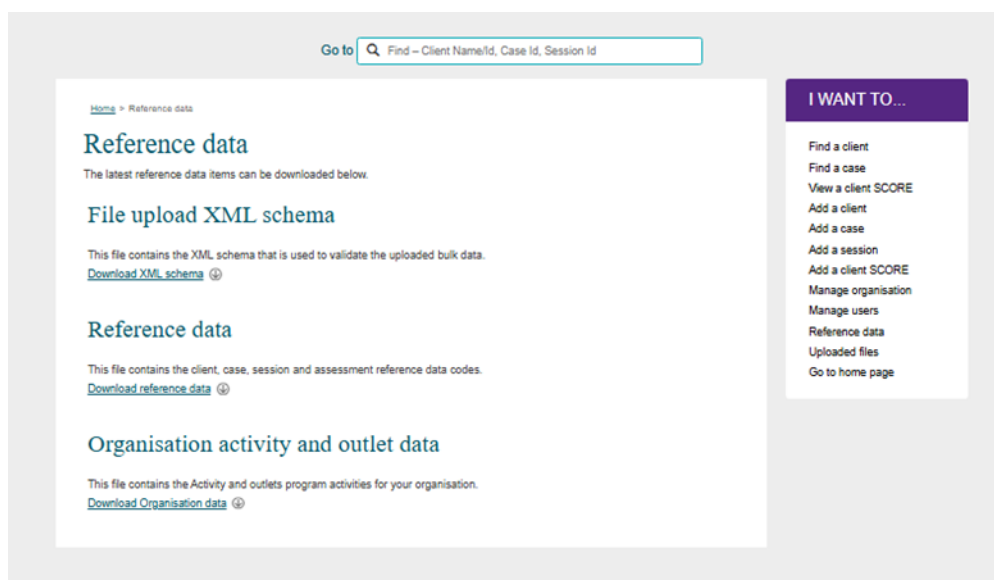 Go to Find – Client Name/Id, Case Id, Session Id
Home > Reference data
Reference data
The latest reference data items can be downloaded below.
File upload XML schema
This file contains the XML schema that is used to validate the uploaded bulk data.
Download XML schema
Reference data
This file contains the client, case, session and assessment reference data codes.
Download reference data
Organisation activity and outlet data
This file contains the Activity and outlets program activities for your organisation.
Download Organisation data
I WANT TO...
Find a client
Find a case
View a client SCORE
Add a client
Add a case
Add a session
Add a client SCORE
Manage organisation
Manage users
Reference data
Uploaded files
Go to home page